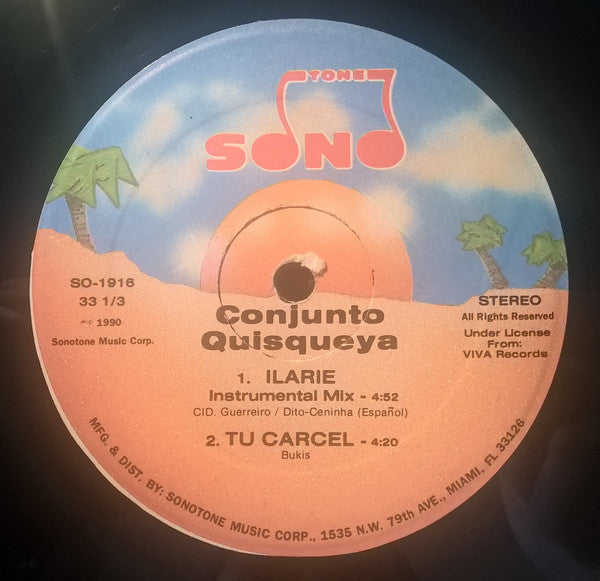 TONE
SONO
SO-1916
33 1/3
℗© 1990
Sonotone Music Corp.
STEREO
All Rights Reserved
Under License
From:
VIVA Records
Conjunto
Quisqueya
1. ILARIE
Instrumental Mix - 4:52
CID. Guerreiro / Dito-Ceninha (Español)
2. TU CARCEL - 4:20
Bukis
MFG. & DIST. BY: SONOTONE MUSIC CORP., 1535 N.W. 79th AVE., MIAMI, FL 33126